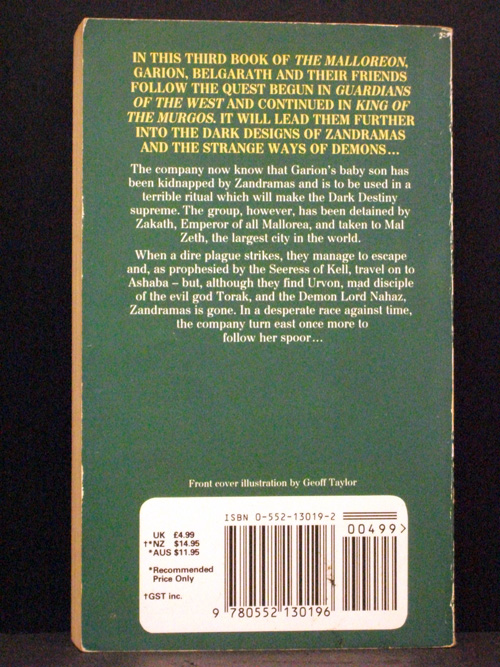 IN THIS THIRD BOOK OF THE MALLOREON,
GARION, BELGARATH AND THEIR FRIENDS
FOLLOW THE QUEST BEGUN IN GUARDIANS
OF THE WEST AND CONTINUED IN KING OF
THE MURGOS. IT WILL LEAD THEM FURTHER
INTO THE DARK DESIGNS OF ZANDRAMAS
AND THE STRANGE WAYS OF DEMONS...
The company now know that Garion's baby son has
been kidnapped by Zandramas and is to be used in a
terrible ritual which will make the Dark Destiny
supreme. The group, however, has been detained by
Zakath, Emperor of all Mallorea, and taken to Mal
Zeth, the largest city in the world.
When a dire plague strikes, they manage to escape
and, as prophesied by the Seeress of Kell, travel on to
Ashaba – but, although they find Urvon, mad disciple
of the evil god Torak, and the Demon Lord Nahaz,
Zandramas is gone. In a desperate race against time,
the company turn east once more to
follow her spoor...
Front cover illustration by Geoff Taylor
ISBN 0-552-13019-2
00499>
UK £4.99
†*NZ $14.95
*AUS $11.95
*Recommended
Price Only
†GST inc.
9 780552 130196